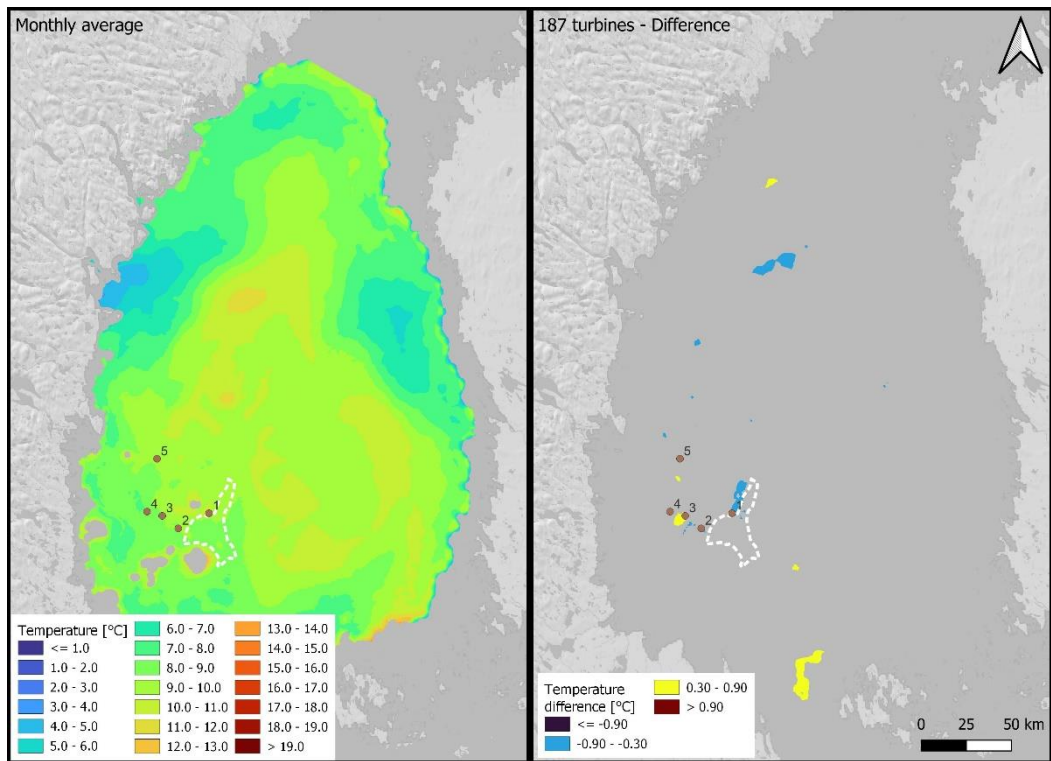 Monthly average
5
4
3
1
2
Temperature [°C]
<= 1.0
1.0 - 2.0
2.0 - 3.0
3.0 - 4.0
4.0 - 5.0
5.0 - 6.0
6.0 - 7.0
7.0 - 8.0
8.0 - 9.0
9.0 - 10.0
10.0 - 11.0
11.0 - 12.0
12.0 - 13.0
13.0 - 14.0
14.0 - 15.0
15.0 - 16.0
16.0 - 17.0
17.0 - 18.0
18.0 - 19.0
> 19.0
187 turbines - Difference
5
4
3
1
2
Temperature
difference [°C]
<= -0.90
-0.90 - -0.30
0.30 - 0.90
> 0.90
0 25 50 km